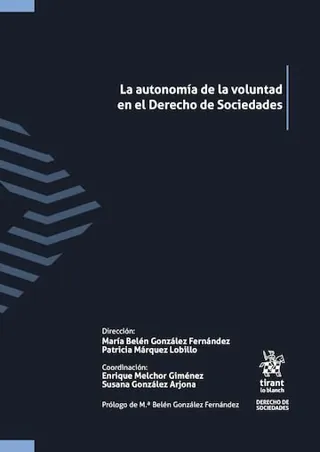 La autonomía de la voluntad
en el Derecho de Sociedades
Dirección:
María Belén González Fernández
Patricia Márquez Lobillo
Coordinación:
Enrique Melchor Giménez
Susana González Arjona
Prólogo de M.ª Belén González Fernández
tirant
lo blanch
DERECHO DE
SOCIEDADES